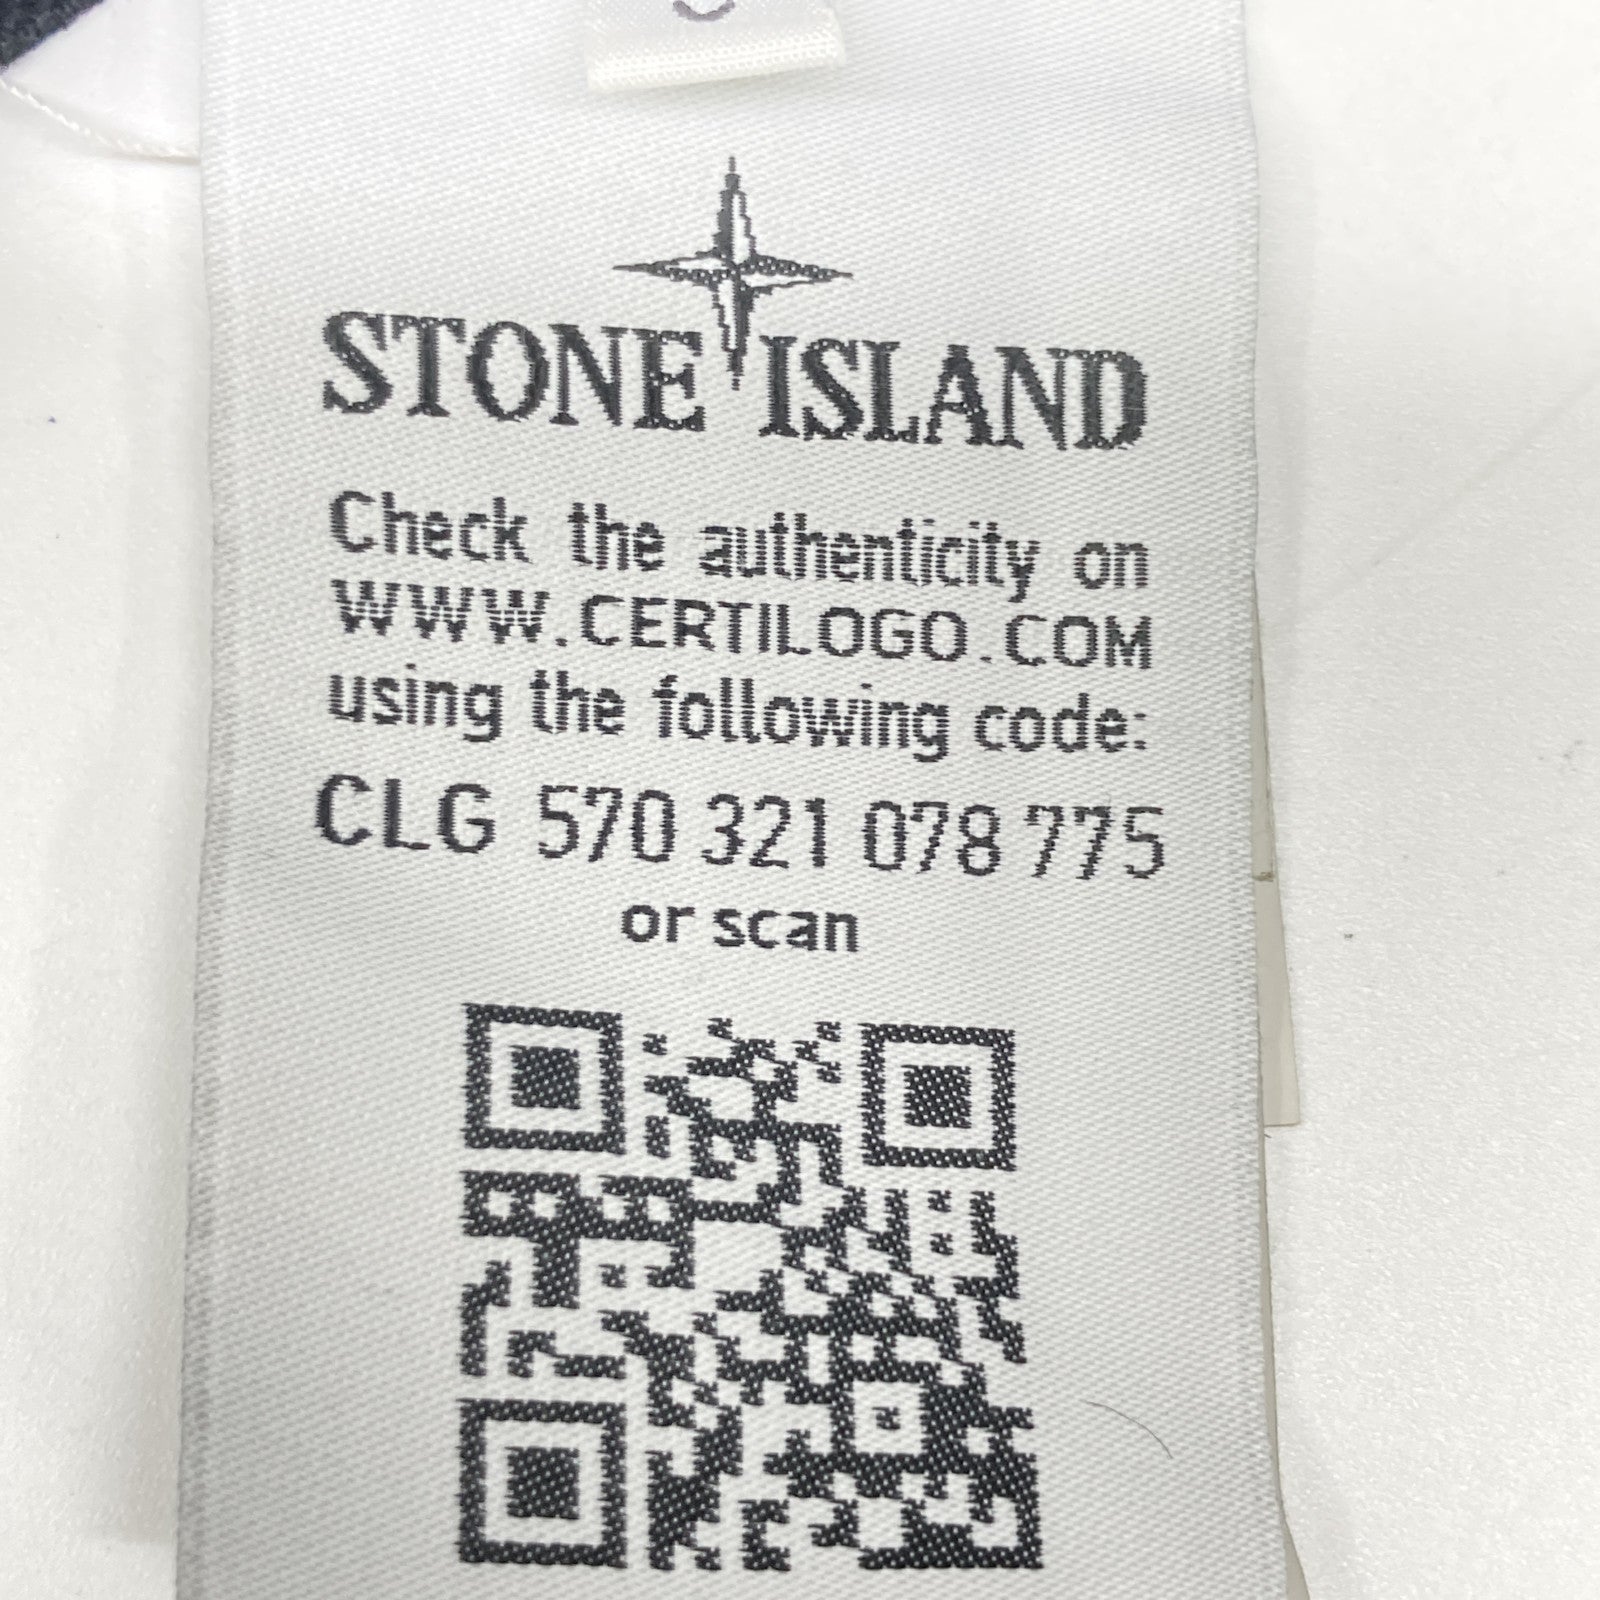 STONE ISLAND
Check the authenticity on
WWW.CERTILOGO.COM
using the following code:
CLG 570 321 078 775
or scan